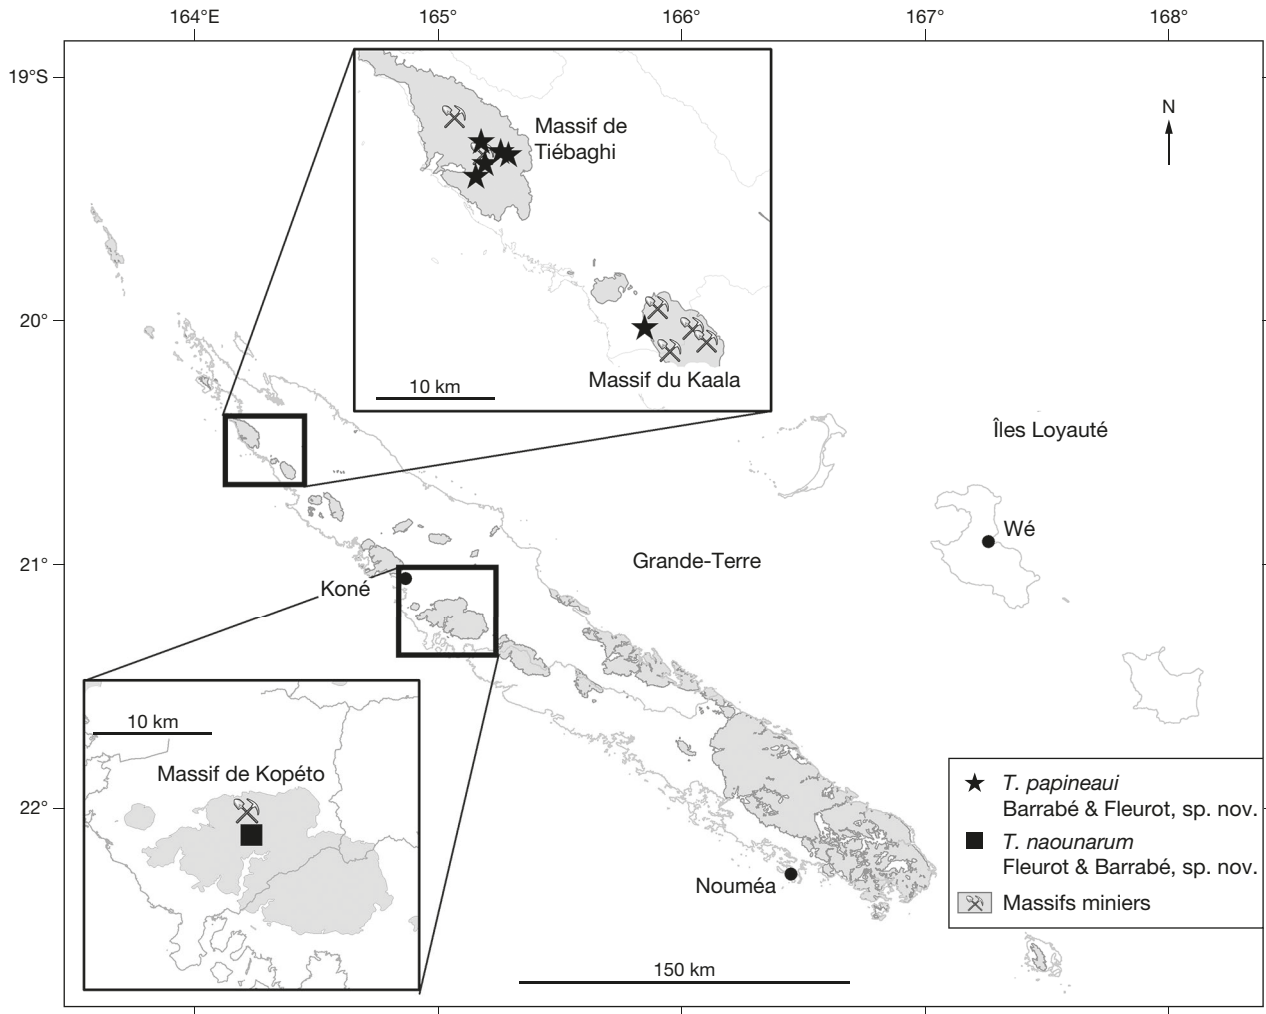 164°E 165° 166° 167° 168°
19°S
20°
21°
22°
N
Massif de
Tiébaghi
Massif du Kaala
10 km
Îles Loyauté
Wé
Grande-Terre
Koné
10 km
Massif de Kopéto
Nouméa
150 km
T. papineaui
Barrabé & Fleurot, sp. nov.
T. naounarum
Fleurot & Barrabé, sp. nov.
Massifs miniers